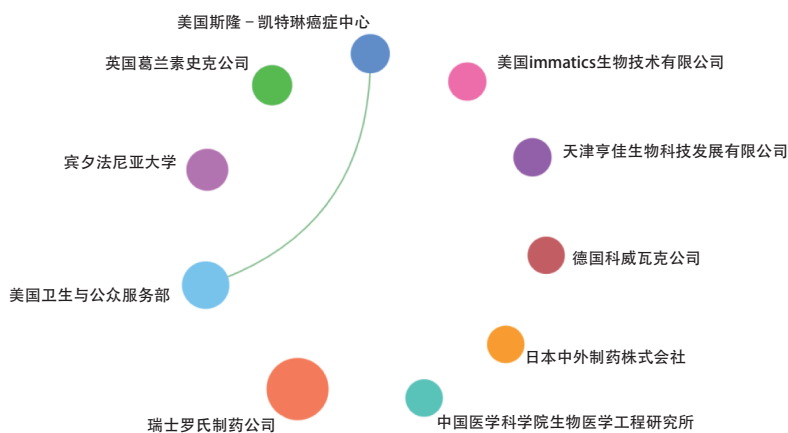 美国斯隆－凯特琳癌症中心
英国葛兰素史克公司
美国immatics生物技术有限公司
宾夕法尼亚大学
天津亨佳生物科技发展有限公司
德国科威瓦克公司
美国卫生与公众服务部
日本中外制药株式会社
瑞士罗氏制药公司
中国医学科学院生物医学工程研究所